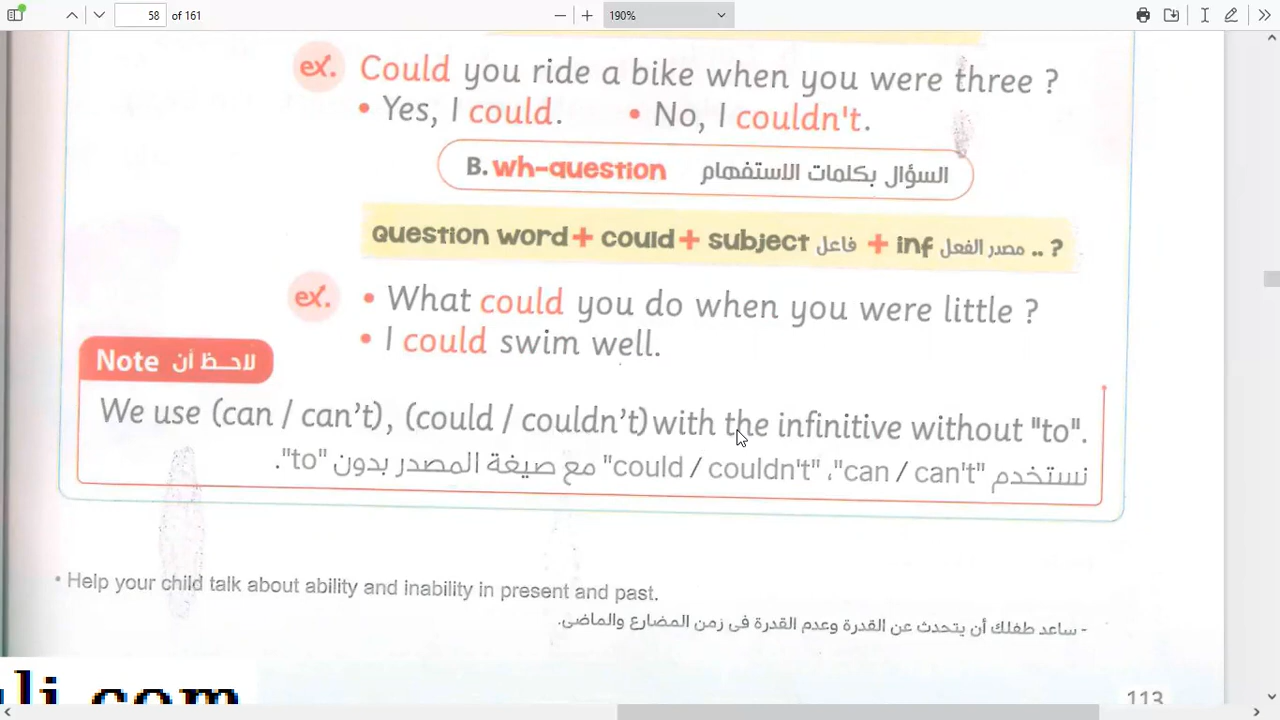 58 of 161
190%
ex. Could you ride a bike when you were three ?
• Yes, I could. • No, I couldn't.
B. wh-question السؤال بكلمات الاستفهام
Question word + could + subject فاعل + inf مصدر الفعل .. ?
ex. • What could you do when you were little ?
• I could swim well.
Note لاحظ أن
We use (can / can't), (could / couldn't) with the infinitive without "to".
نستخدم "can / can't"، "could / couldn't" مع صيغة المصدر بدون "to".
• Help your child talk about ability and inability in present and past.
- ساعد طفلك أن يتحدث عن القدرة وعدم القدرة فى زمن المضارع والماضى.
.com
113